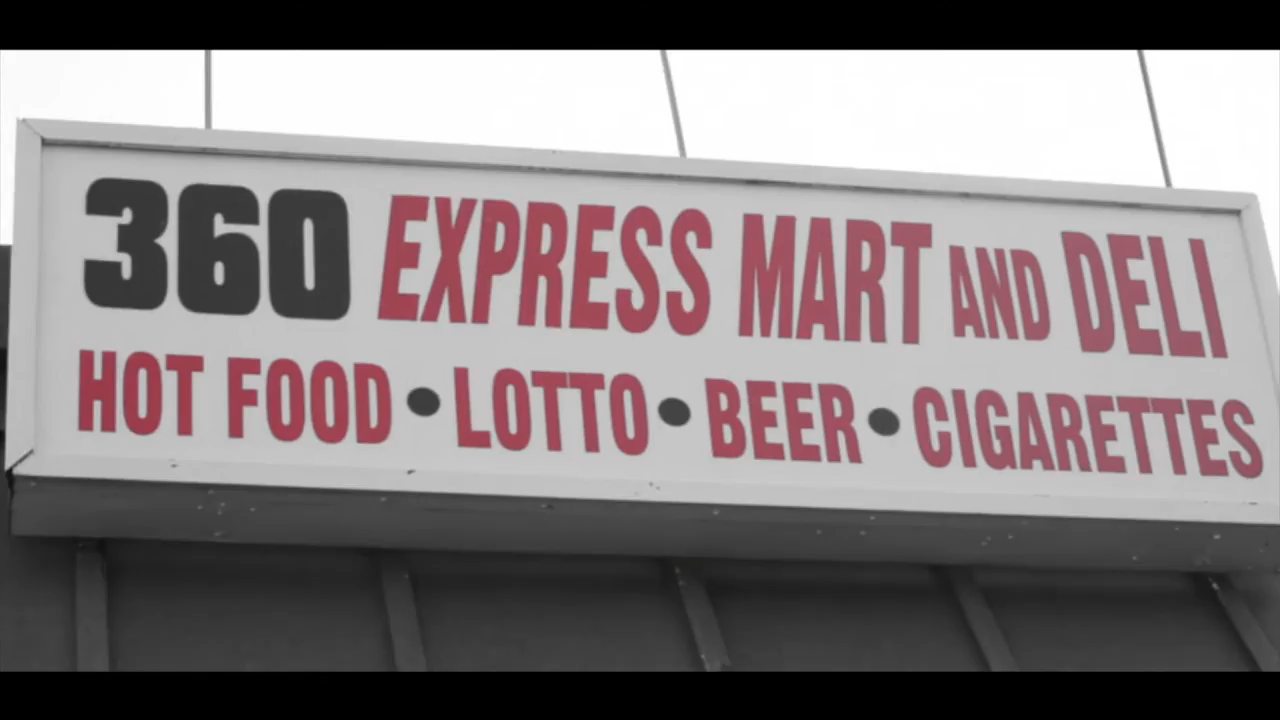 360 EXPRESS MART AND DELI
HOT FOOD • LOTTO • BEER • CIGARETTES